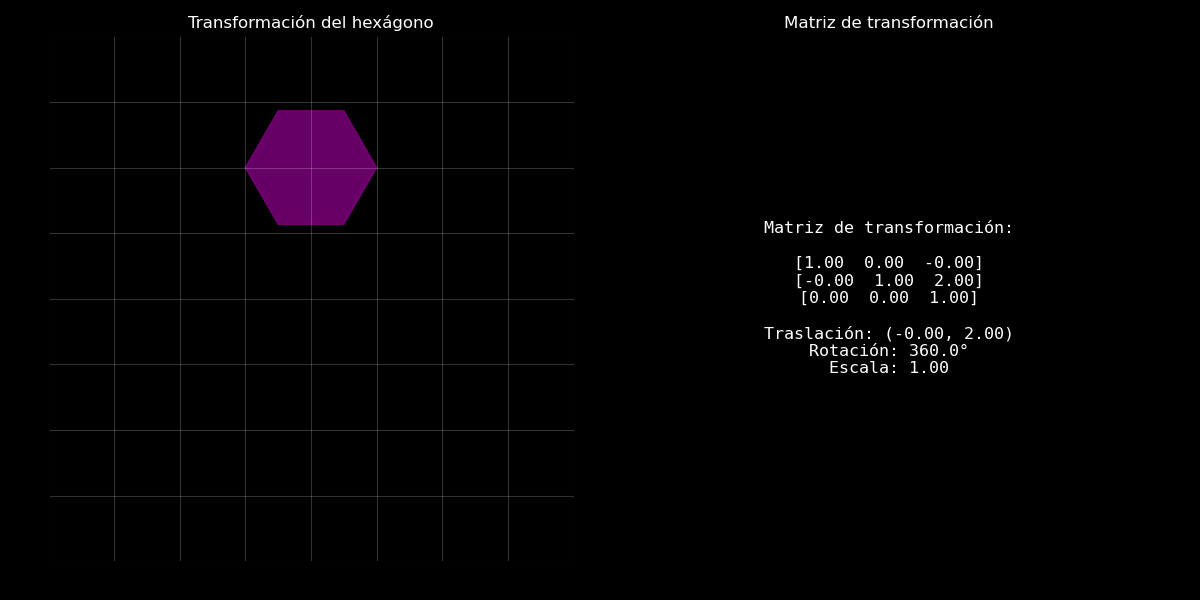 Transformación del hexágono
Matriz de transformación
Matriz de transformación:
[1.00  0.00  -0.00]
[-0.00  1.00  2.00]
[0.00  0.00  1.00]
Traslación: (-0.00, 2.00)
Rotación: 360.0°
Escala: 1.00